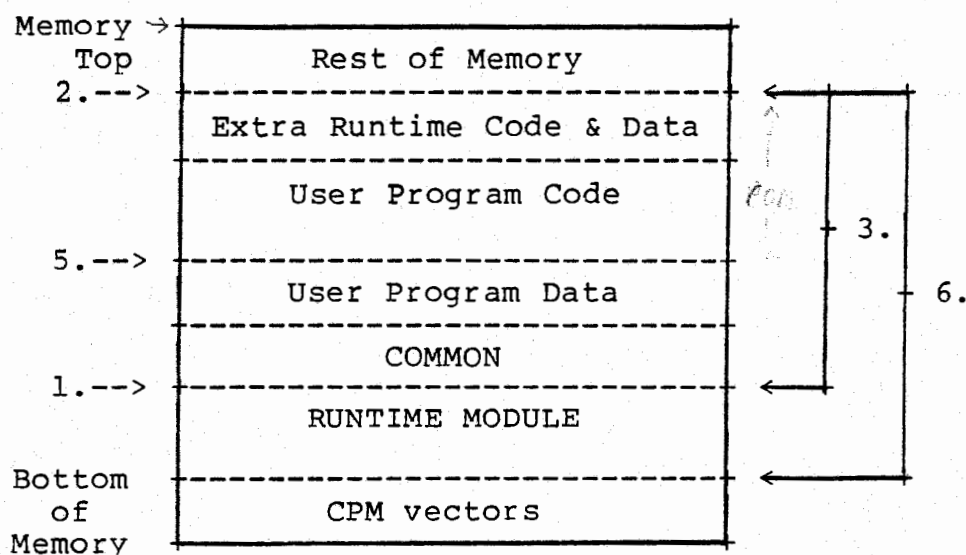 Memory
Top
Rest of Memory
2.-->
Extra Runtime Code & Data
User Program Code
3.
5.-->
User Program Data
6.
COMMON
1.-->
RUNTIME MODULE
Bottom
of
Memory
CPM vectors